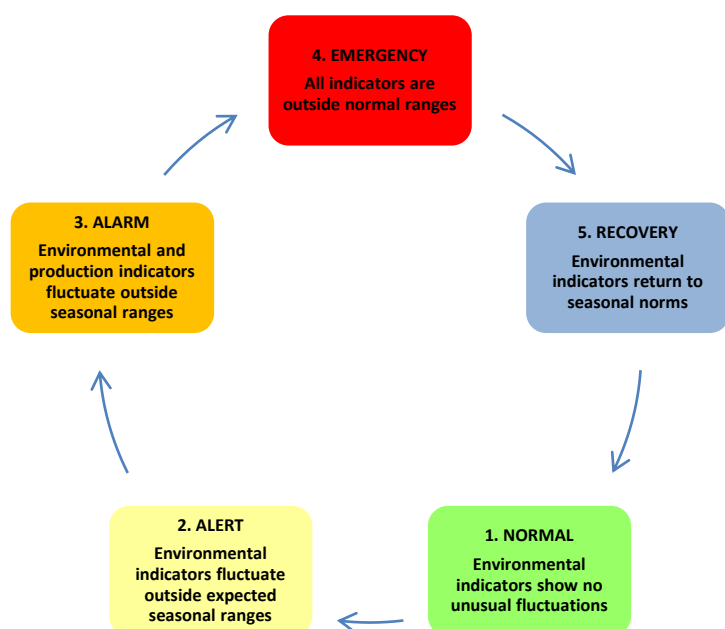 4. EMERGENCY
All indicators are
outside normal ranges
3. ALARM
Environmental and
production indicators
fluctuate outside
seasonal ranges
5. RECOVERY
Environmental
indicators return to
seasonal norms
2. ALERT
Environmental
indicators fluctuate
outside expected
seasonal ranges
1. NORMAL
Environmental
indicators show no
unusual fluctuations